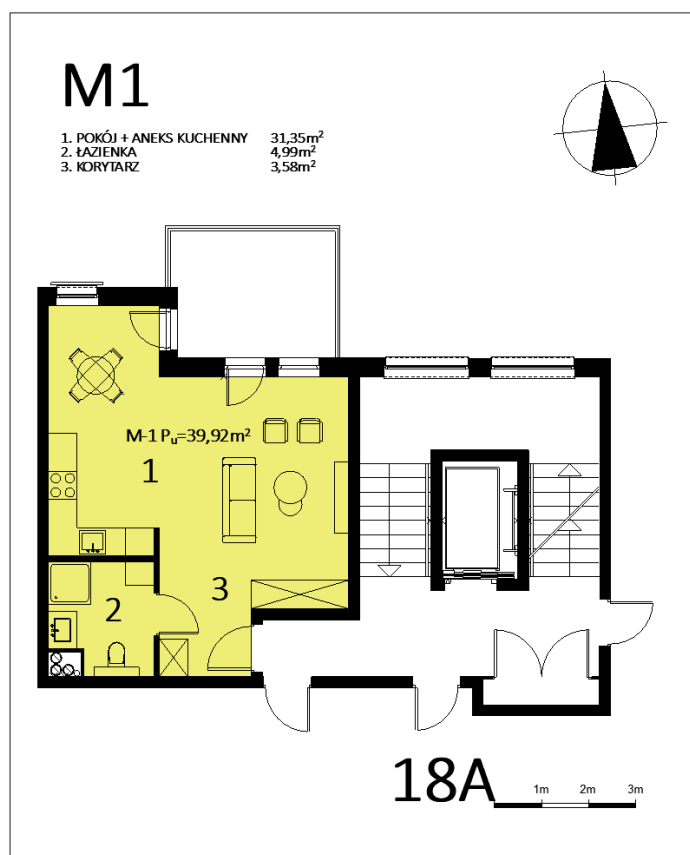 M1
1. POKÓJ + ANEKS KUCHENNY 31,35m²
2. ŁAZIENKA 4,99m²
3. KORYTARZ 3,58m²
M-1 Pᵤ=39,92m²
1
2
3
18A
1m 2m 3m